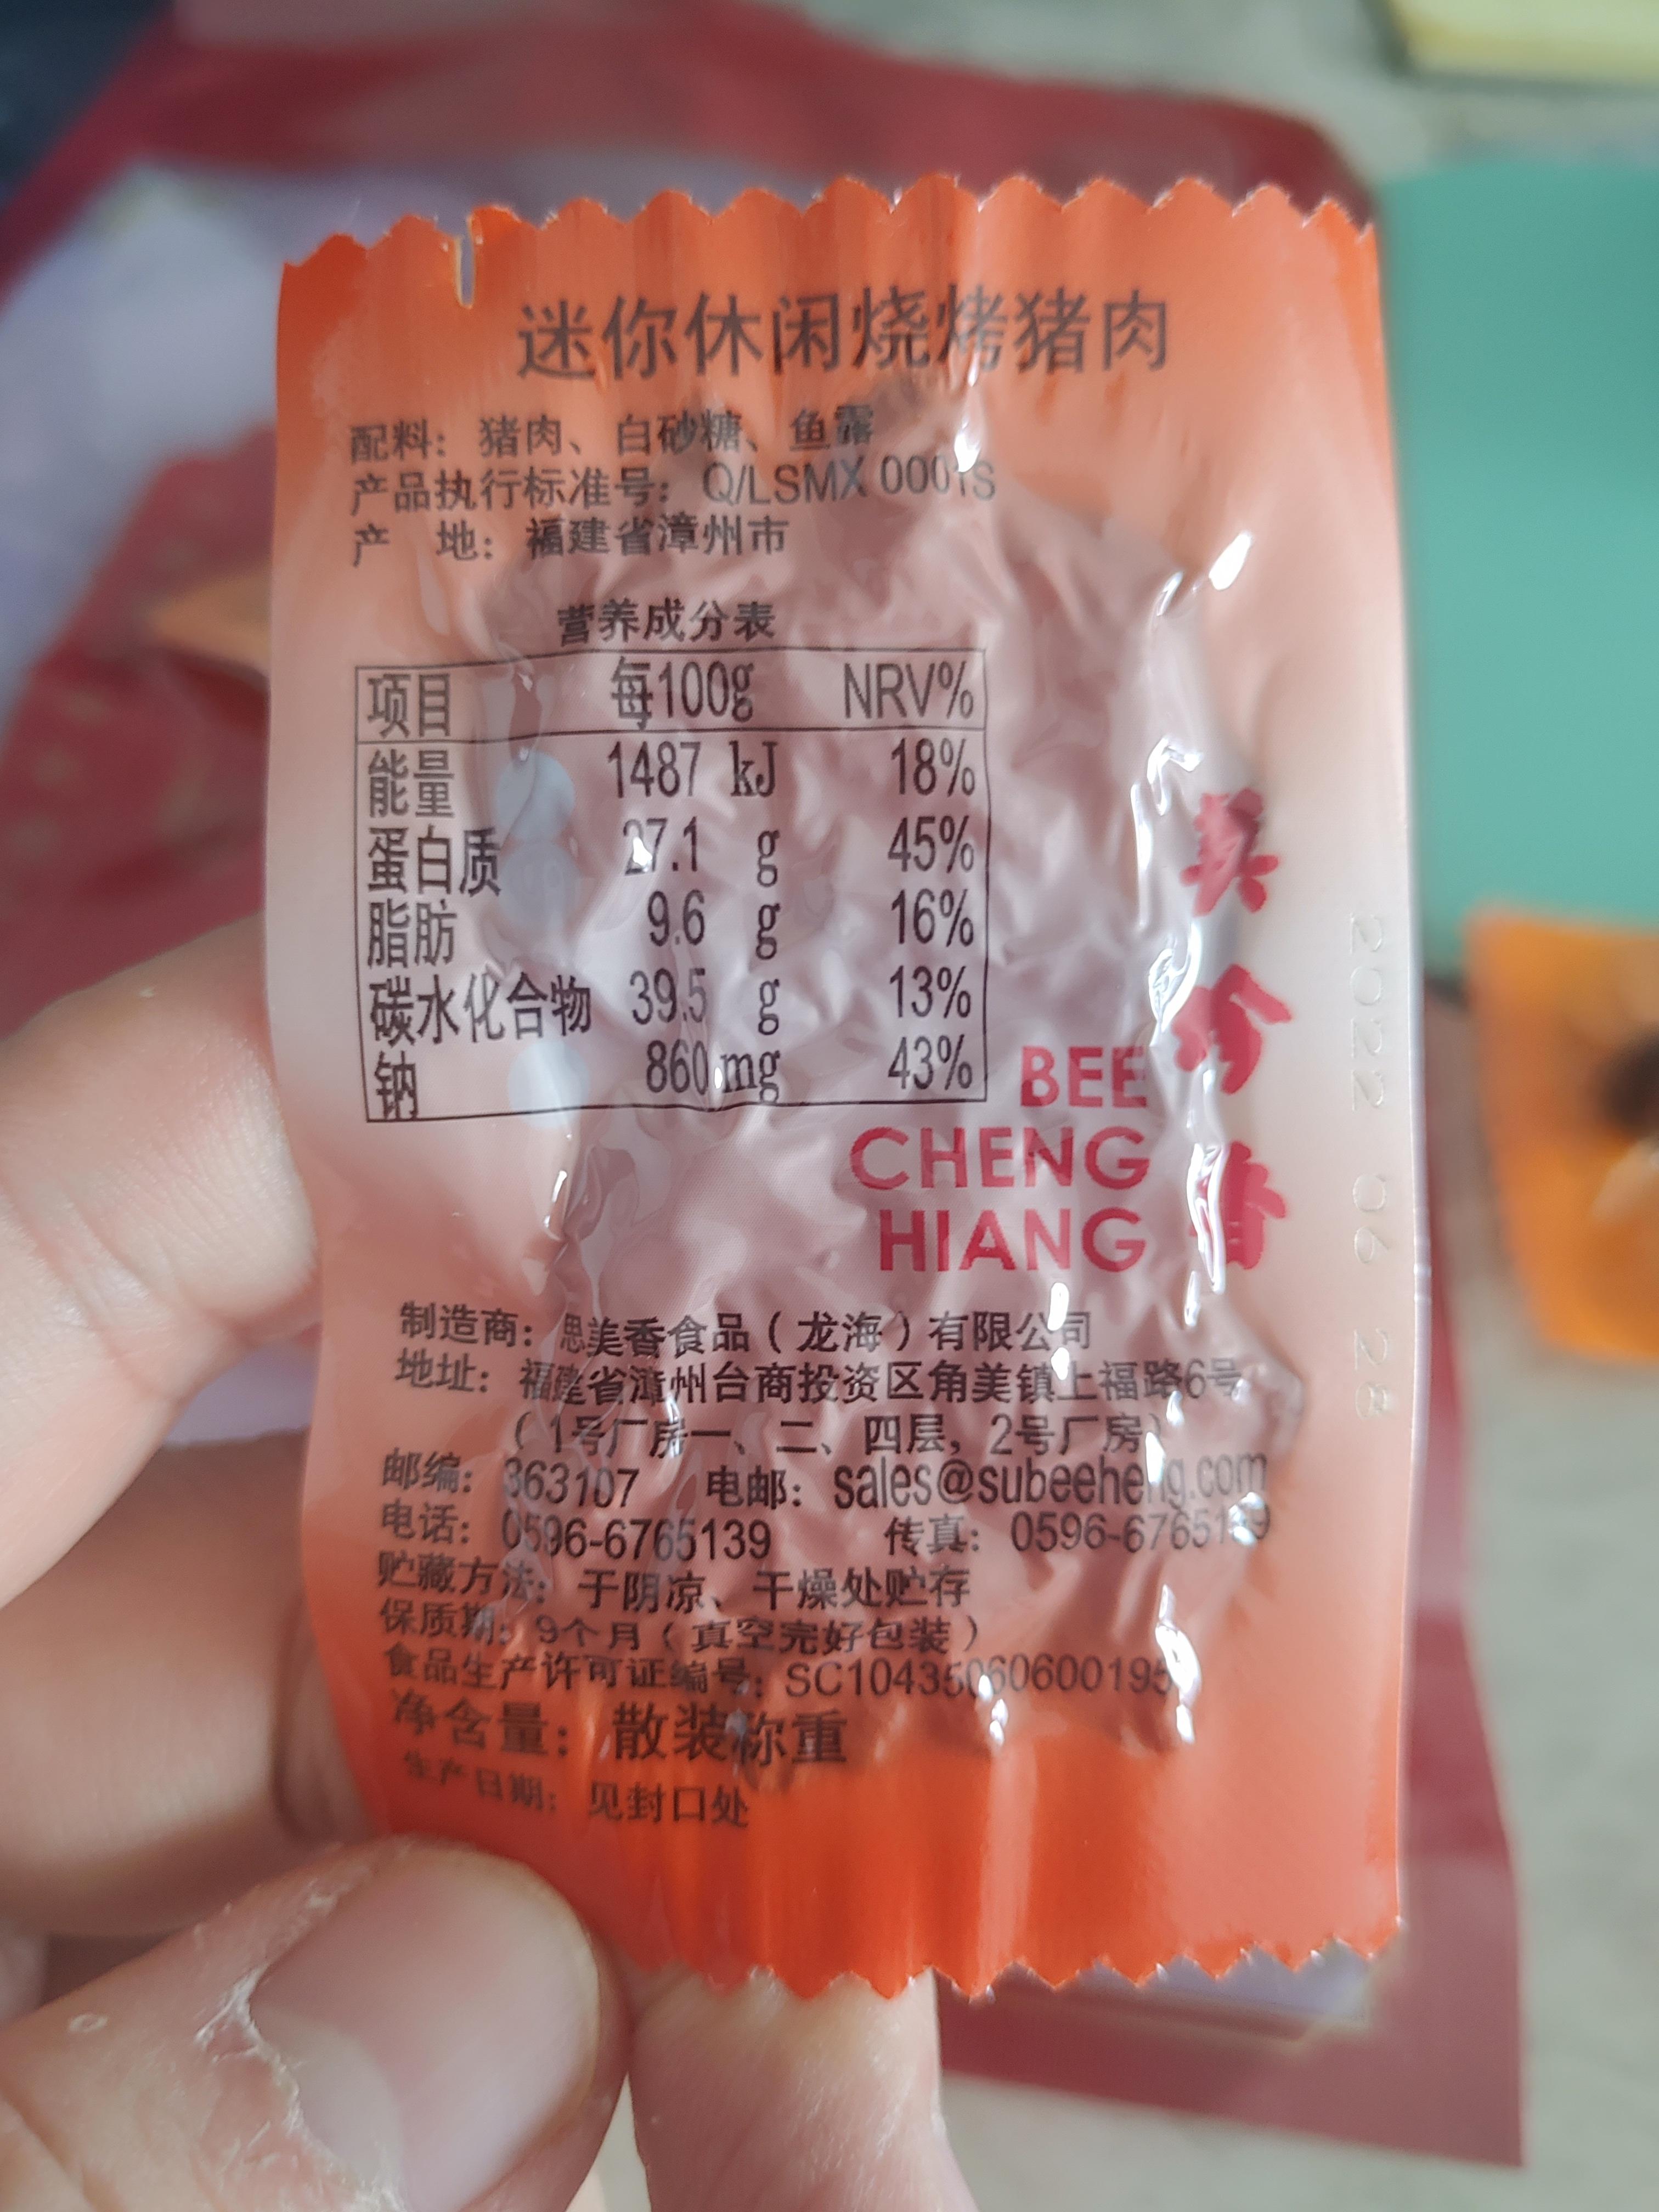 迷你休闲烧烤猪肉
配料：猪肉、白砂糖、鱼露
产品执行标准号：Q/LSMX 0001S
产 地：福建省漳州市
营养成分表
项目 每100g NRV%
能量 1487 kJ 18%
蛋白质 27.1 g 45%
脂肪 9.6 g 16%
碳水化合物 39.5 g 13%
钠 860 mg 43%
美珍香
BEE
CHENG
HIANG
2022 06 28
制造商：思美香食品（龙海）有限公司
地址：福建省漳州台商投资区角美镇上福路6号
（1号厂房一、二、四层，2号厂房）
邮编：363107 电邮：sales@subeeheng.com
电话：0596-6765139 传真：
贮藏方法：于阴凉、干燥处贮存
保质期：9个月（真空完好包装）
食品生产许可证编号：
净含量：散装称重
生产日期：见封口处